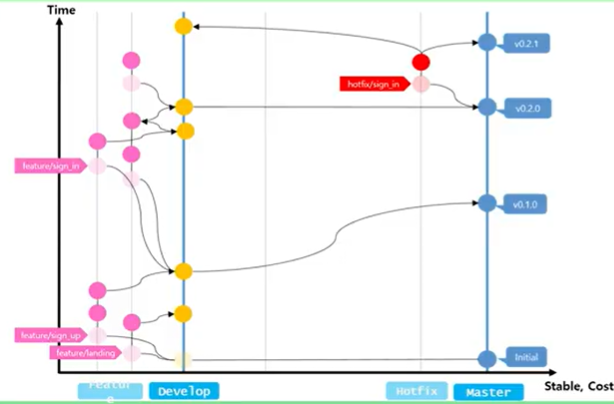 Time
v0.2.1
hotfix/sign_in
v0.2.0
feature/sign_in
v0.1.0
feature/sign_up
feature/landing
Initial
Stable, Cost
Featur
e
Develop
Hotfix
Master